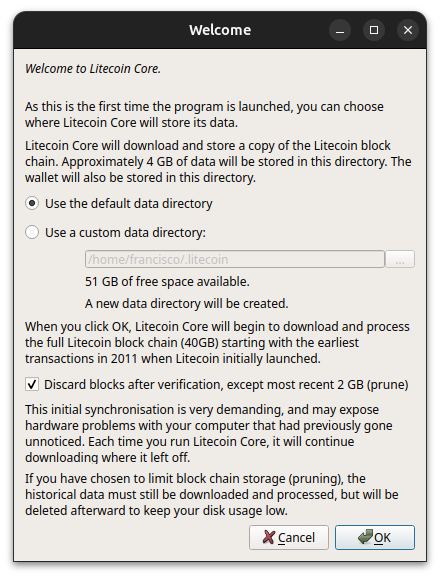 Welcome
Welcome to Litecoin Core.
As this is the first time the program is launched, you can choose
where Litecoin Core will store its data.
Litecoin Core will download and store a copy of the Litecoin block
chain. Approximately 4 GB of data will be stored in this directory. The
wallet will also be stored in this directory.
Use the default data directory
Use a custom data directory:
/home/francisco/.litecoin
...
51 GB of free space available.
A new data directory will be created.
When you click OK, Litecoin Core will begin to download and process
the full Litecoin block chain (40GB) starting with the earliest
transactions in 2011 when Litecoin initially launched.
Discard blocks after verification, except most recent 2 GB (prune)
This initial synchronisation is very demanding, and may expose
hardware problems with your computer that had previously gone
unnoticed. Each time you run Litecoin Core, it will continue
downloading where it left off.
If you have chosen to limit block chain storage (pruning), the
historical data must still be downloaded and processed, but will be
deleted afterward to keep your disk usage low.
Cancel
OK